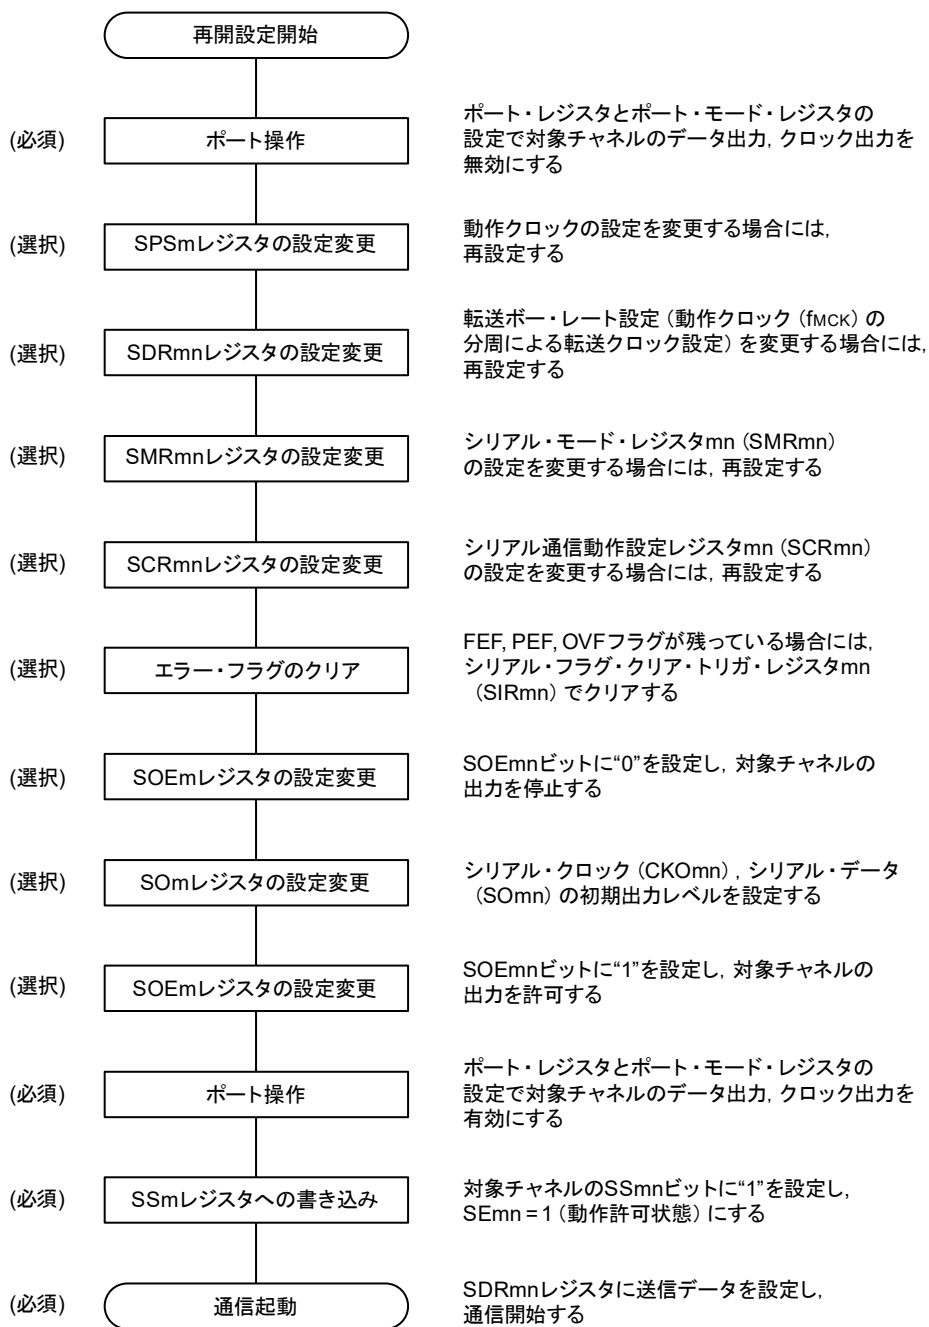 再開設定開始
(必須)
ポート操作
ポート・レジスタとポート・モード・レジスタの
設定で対象チャネルのデータ出力, クロック出力を
無効にする
(選択)
SPSmレジスタの設定変更
動作クロックの設定を変更する場合には,
再設定する
(選択)
SDRmnレジスタの設定変更
転送ボー・レート設定（動作クロック（fMCK）の
分周による転送クロック設定）を変更する場合には,
再設定する
(選択)
SMRmnレジスタの設定変更
シリアル・モード・レジスタmn（SMRmn）
の設定を変更する場合には, 再設定する
(選択)
SCRmnレジスタの設定変更
シリアル通信動作設定レジスタmn（SCRmn）
の設定を変更する場合には, 再設定する
(選択)
エラー・フラグのクリア
FEF, PEF, OVFフラグが残っている場合には,
シリアル・フラグ・クリア・トリガ・レジスタmn
（SIRmn）でクリアする
(選択)
SOEmレジスタの設定変更
SOEmnビットに“0”を設定し, 対象チャネルの
出力を停止する
(選択)
SOmレジスタの設定変更
シリアル・クロック（CKOmn）, シリアル・データ
（SOmn）の初期出力レベルを設定する
(選択)
SOEmレジスタの設定変更
SOEmnビットに“1”を設定し, 対象チャネルの
出力を許可する
(必須)
ポート操作
ポート・レジスタとポート・モード・レジスタの
設定で対象チャネルのデータ出力, クロック出力を
有効にする
(必須)
SSmレジスタへの書き込み
対象チャネルのSSmnビットに“1”を設定し,
SEmn = 1（動作許可状態）にする
(必須)
通信起動
SDRmnレジスタに送信データを設定し,
通信開始する